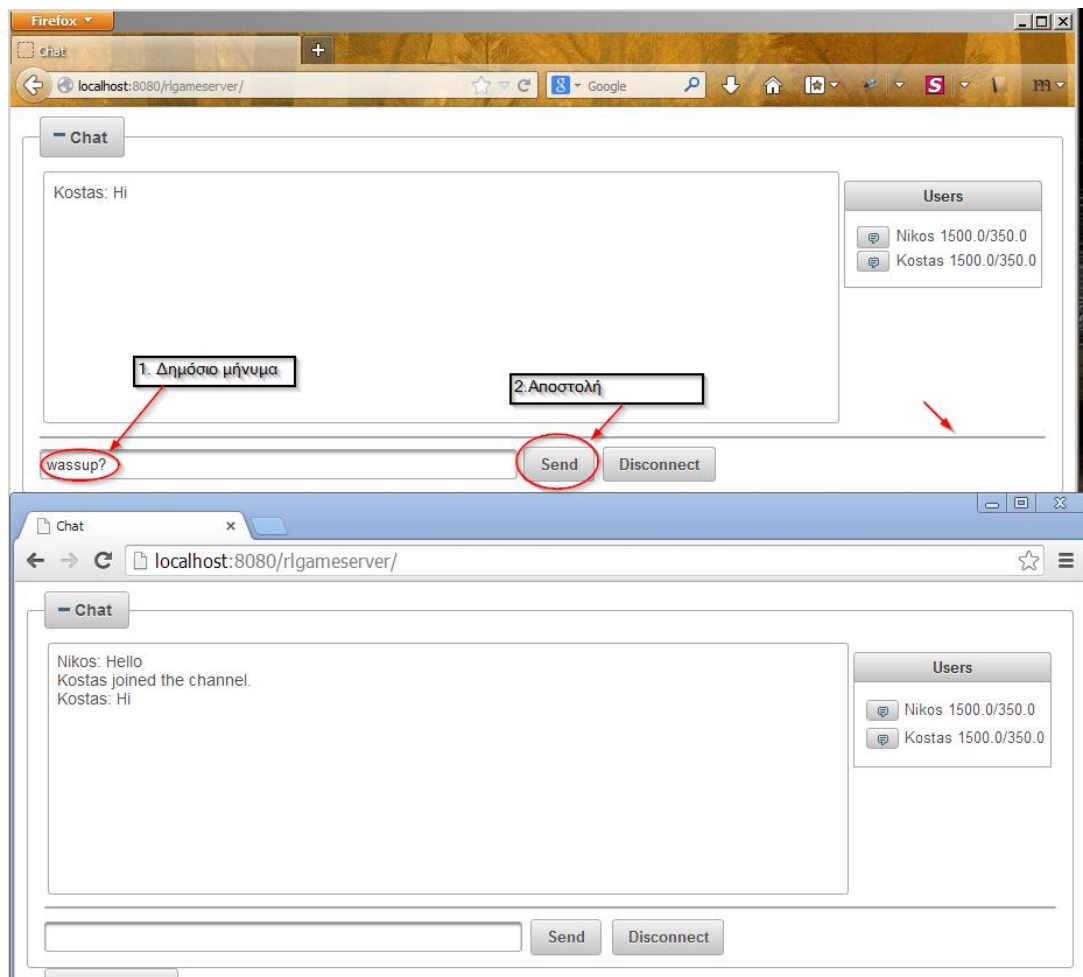 Firefox
Chat
localhost:8080/rlgameserver/
Google
Chat
Kostas: Hi
Users
Nikos 1500.0/350.0
Kostas 1500.0/350.0
1. Δημόσιο μήνυμα
2.Αποστολή
wassup?
Send
Disconnect
Chat
localhost:8080/rlgameserver/
Chat
Nikos: Hello
Kostas joined the channel.
Kostas: Hi
Users
Nikos 1500.0/350.0
Kostas 1500.0/350.0
Send
Disconnect